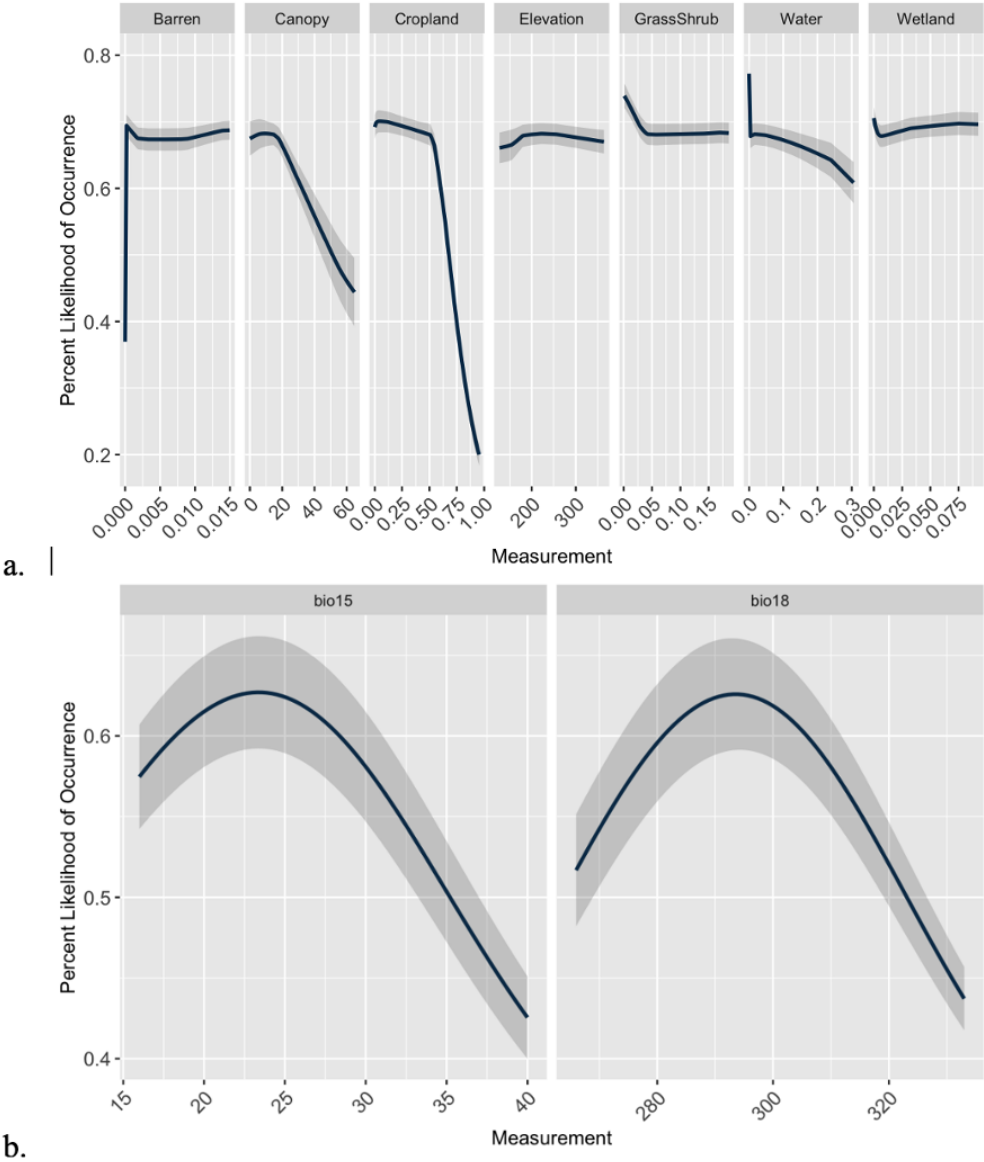 Barren Canopy Cropland Elevation GrassShrub Water Wetland
0.8
0.6
0.4
0.2
Percent Likelihood of Occurrence
0.000 0.005 0.010 0.015 0 20 40 60 0.00 0.25 0.50 0.75 1.00 200 300 0.00 0.05 0.10 0.15 0.0 0.1 0.2 0.3 0.000 0.025 0.050 0.075
Measurement
a.
bio15 bio18
0.6
0.5
0.4
Percent Likelihood of Occurrence
15 20 25 30 35 40 280 300 320
Measurement
b.